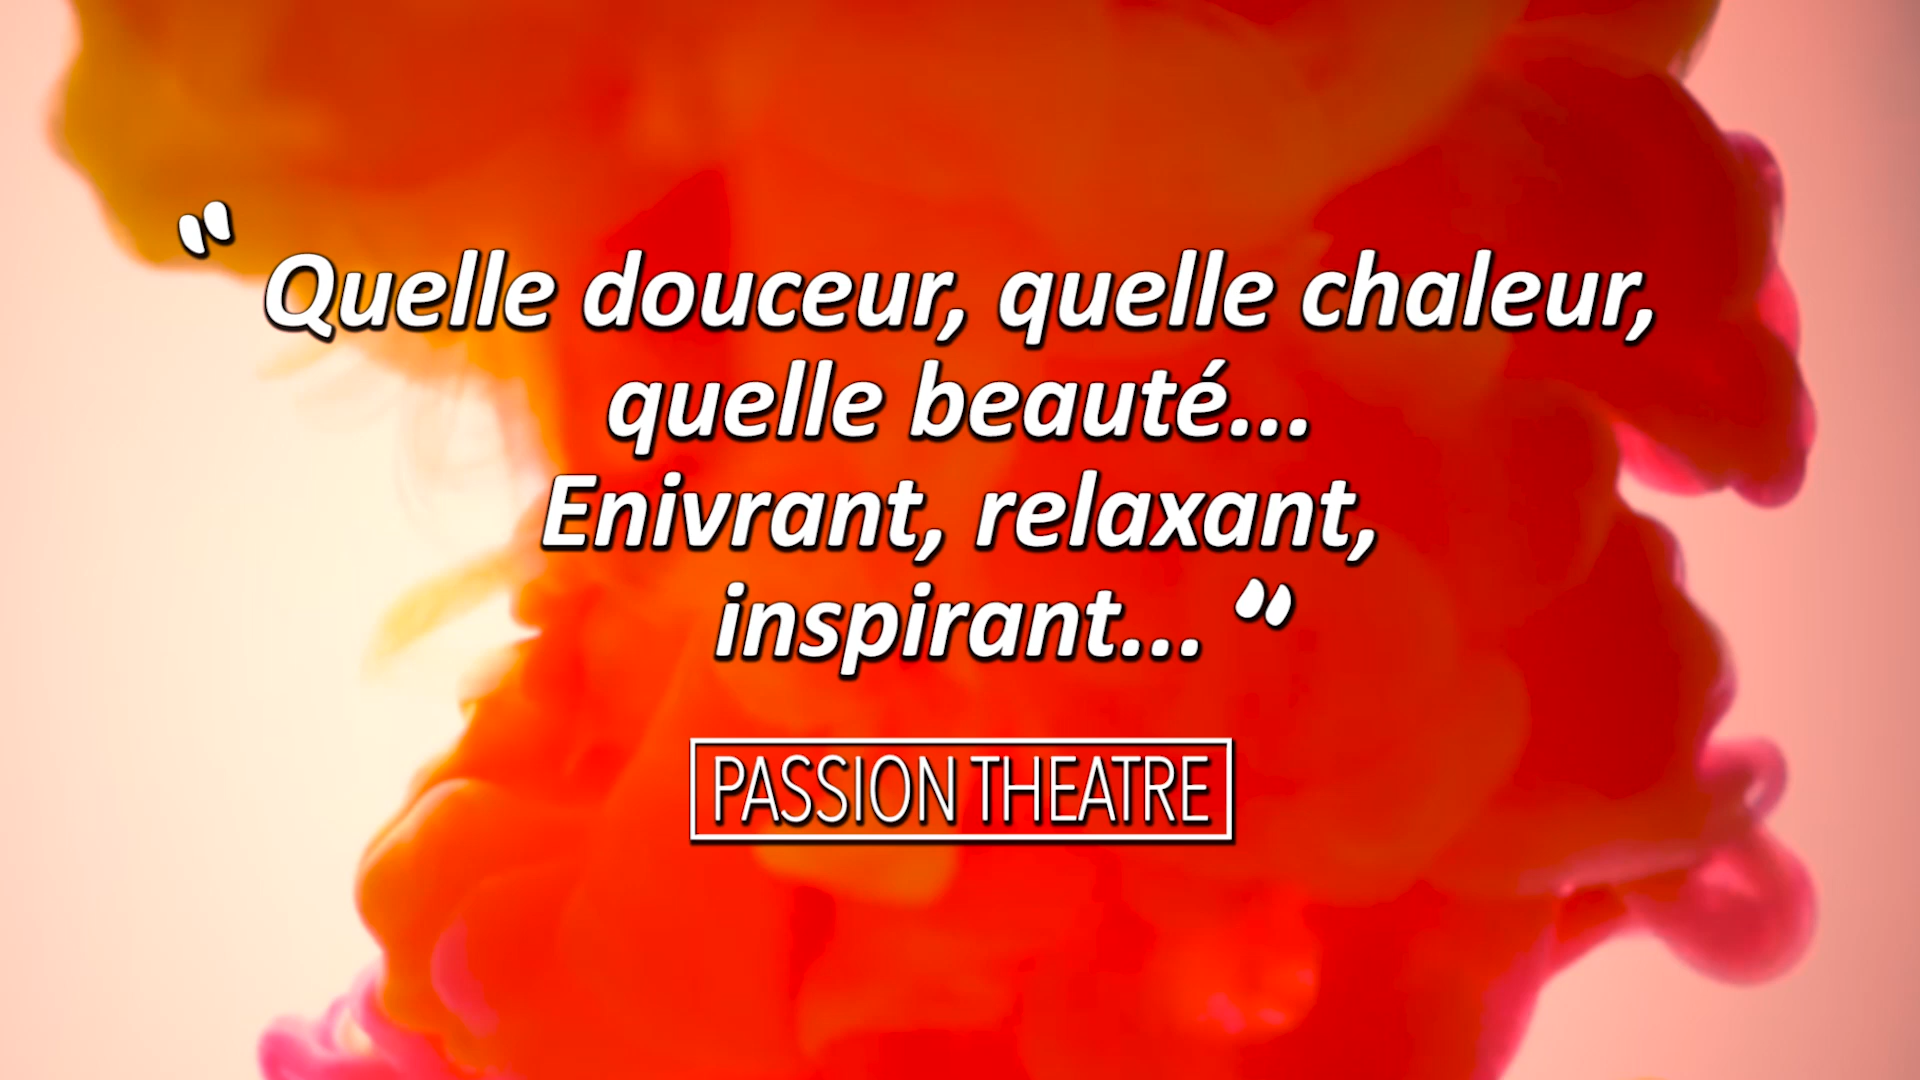 “ Quelle douceur, quelle chaleur,
quelle beauté...
Enivrant, relaxant,
inspirant... ”
PASSION THEATRE